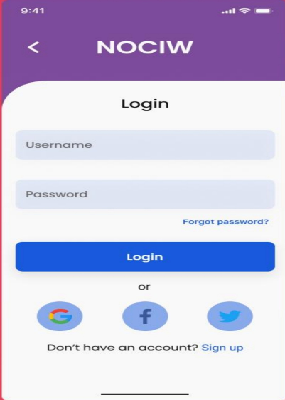 9:41
NOCIW
Login
Username
Password
Forgot password?
Login
or
Don't have an account? Sign up